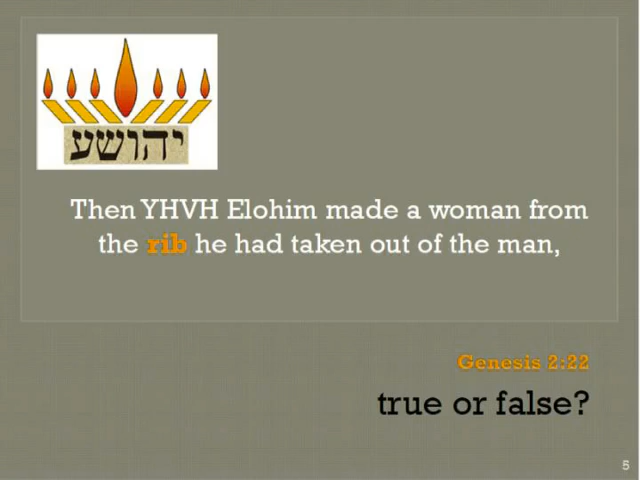 יהושע
Then YHVH Elohim made a woman from
the rib he had taken out of the man,
Genesis 2:22
true or false?
5